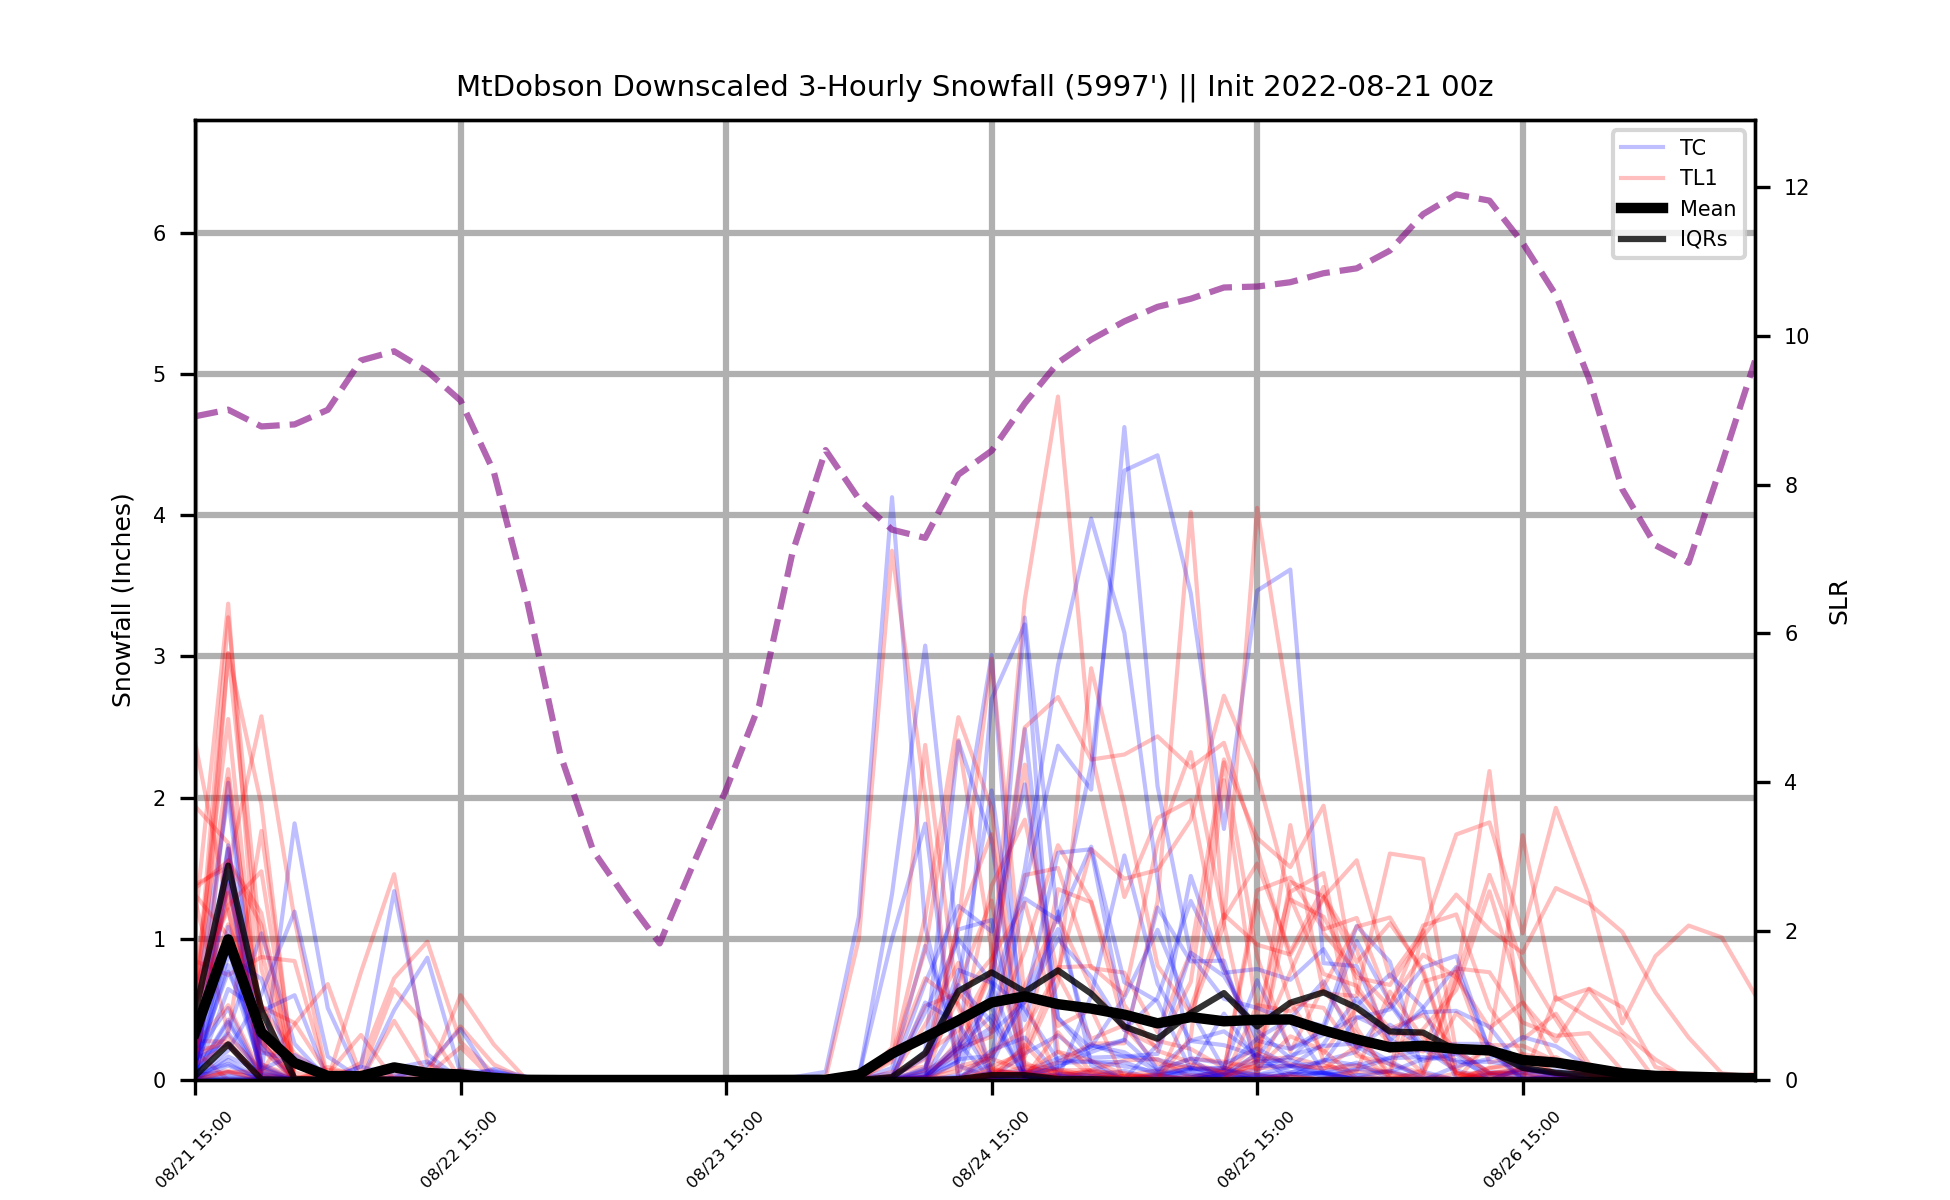 MtDobson Downscaled 3-Hourly Snowfall (5997') || Init 2022-08-21 00z
TC
TL1
Mean
IQRs
Snowfall (Inches)
6
5
4
3
2
1
0
12
10
8
6
4
2
0
SLR
08/21 15:00
08/22 15:00
08/23 15:00
08/24 15:00
08/25 15:00
08/26 15:00